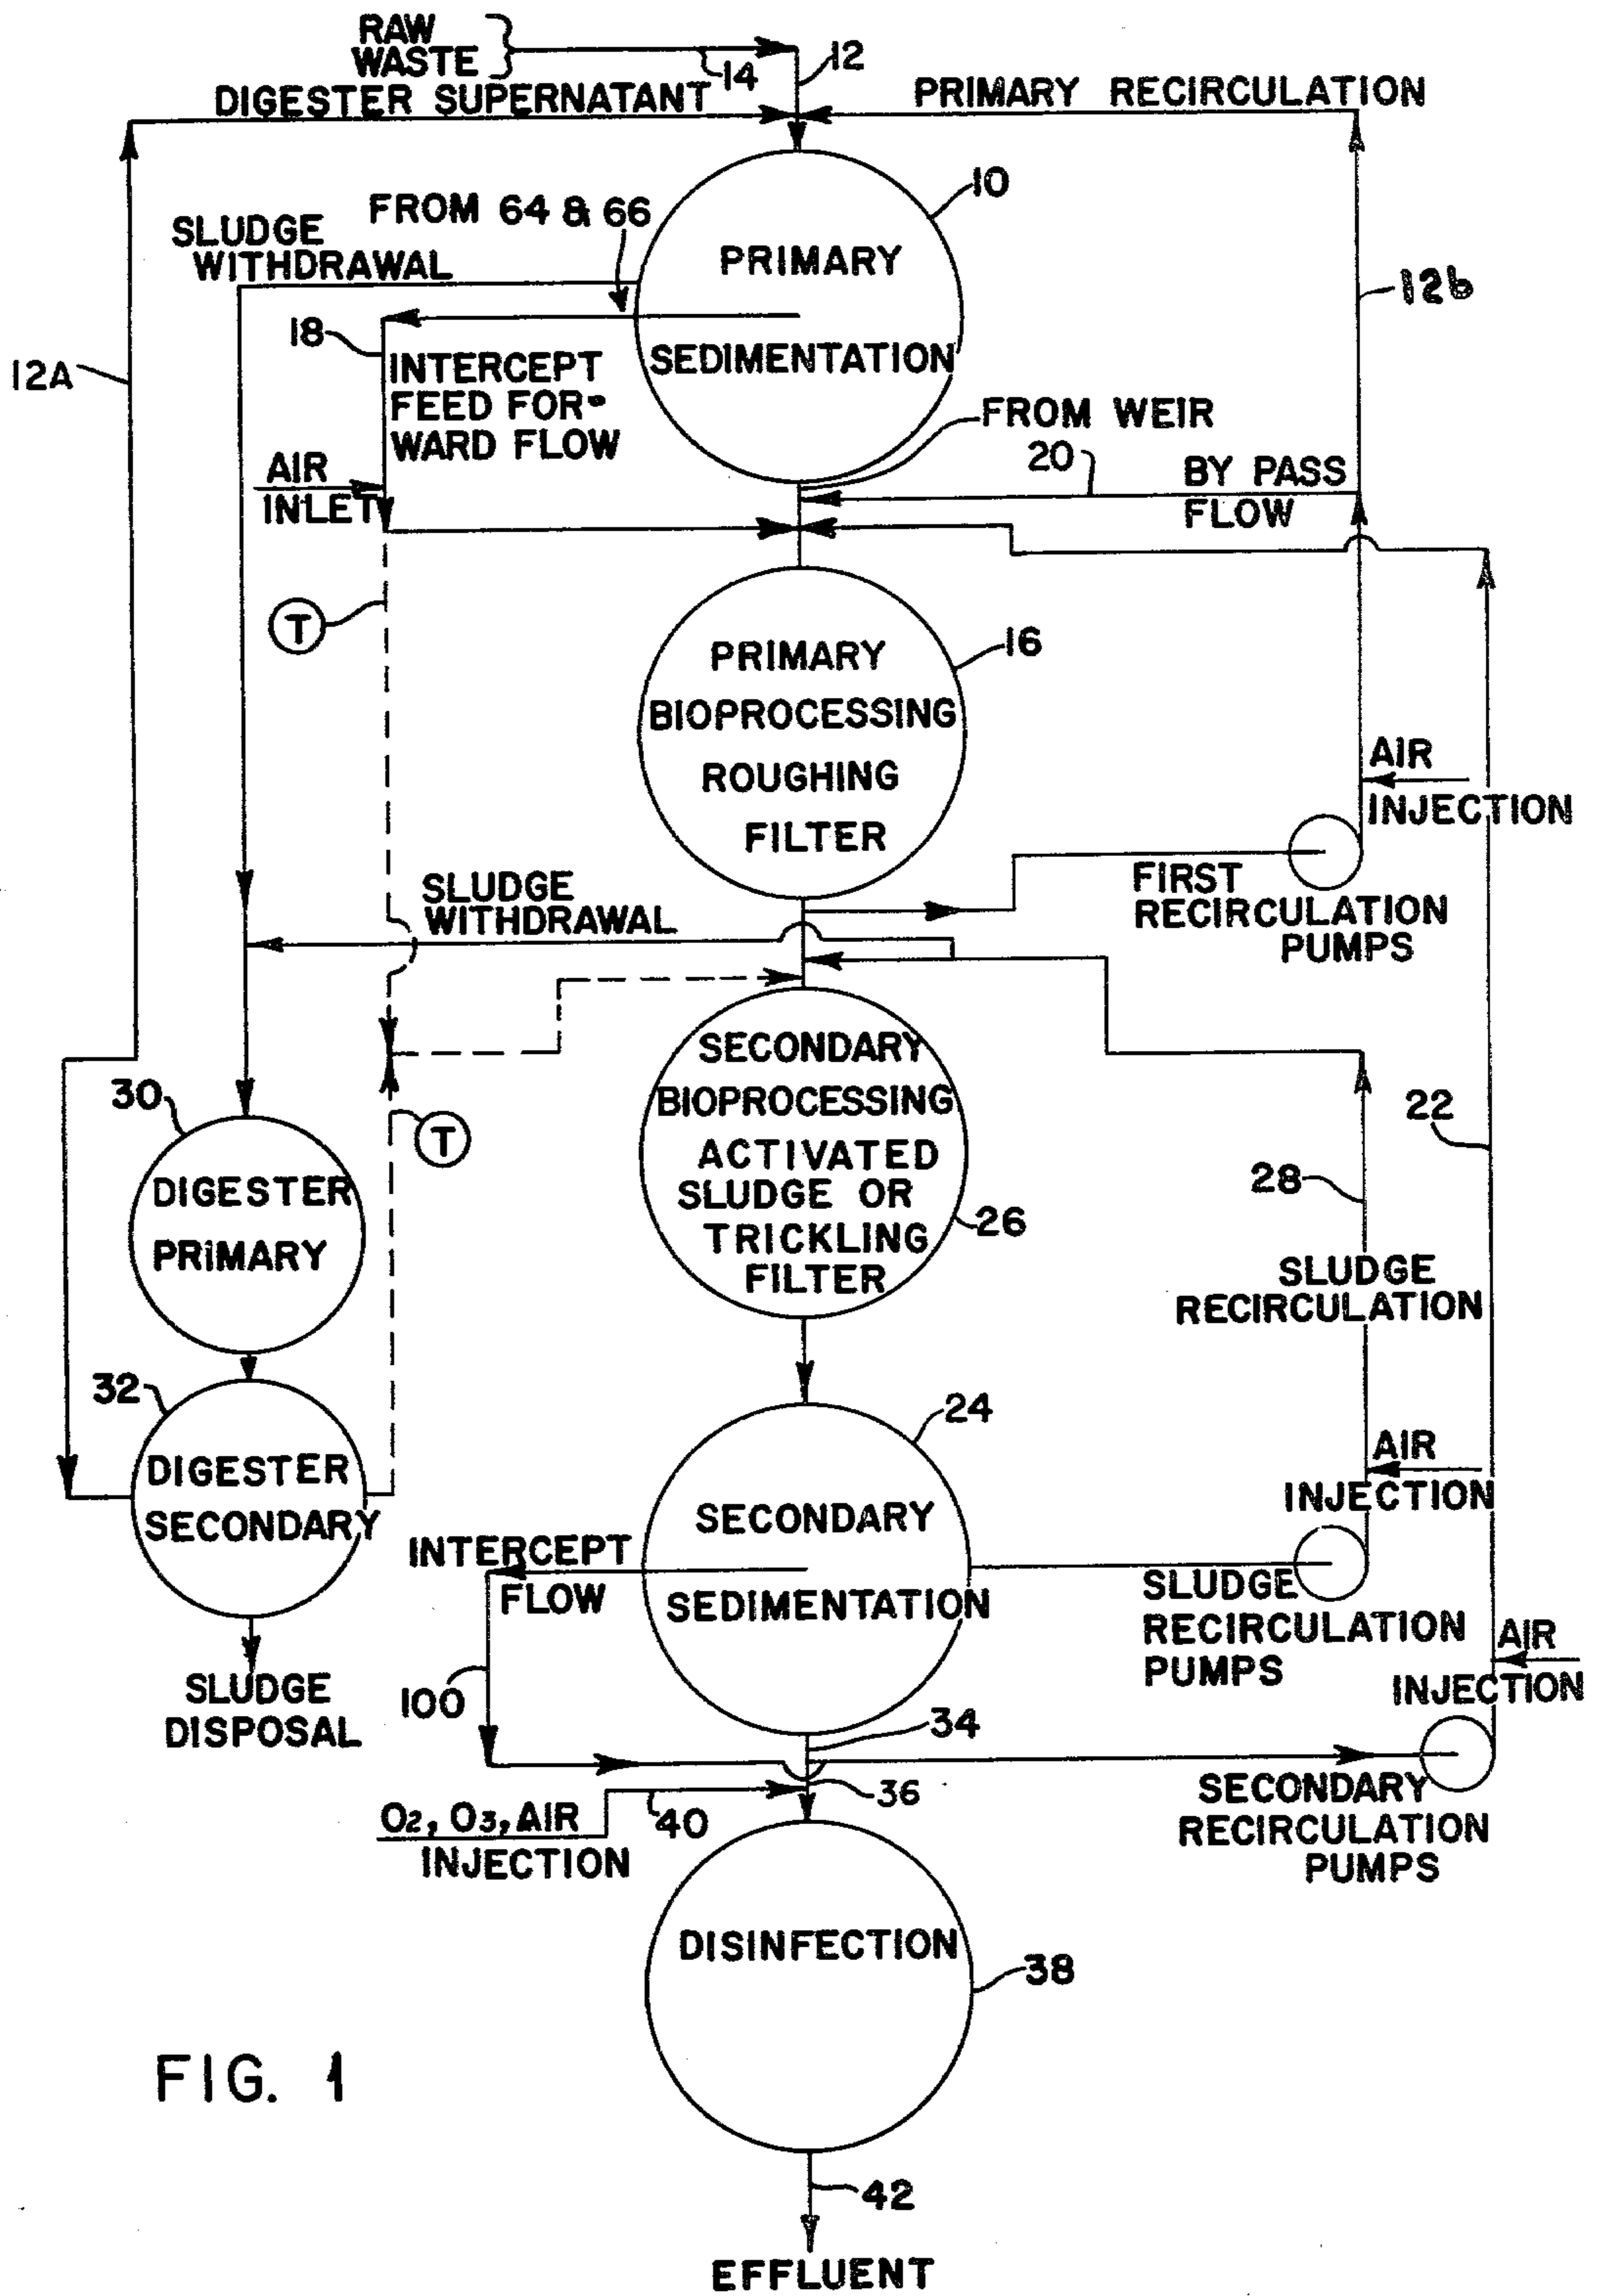 RAW
WASTE
14
12
DIGESTER SUPERNATANT
PRIMARY RECIRCULATION
10
FROM 64 & 66
SLUDGE
WITHDRAWAL
PRIMARY
SEDIMENTATION
12b
18
12A
INTERCEPT
FEED FOR-
WARD FLOW
FROM WEIR
20
BY PASS
FLOW
AIR
INLET
T
16
PRIMARY
BIOPROCESSING
ROUGHING
FILTER
AIR
INJECTION
FIRST
RECIRCULATION
PUMPS
SLUDGE
WITHDRAWAL
SECONDARY
BIOPROCESSING
ACTIVATED
SLUDGE OR
TRICKLING
FILTER
26
30
T
22
28
DIGESTER
PRIMARY
SLUDGE
RECIRCULATION
32
24
DIGESTER
SECONDARY
AIR
INJECTION
SECONDARY
SEDIMENTATION
INTERCEPT
FLOW
SLUDGE
RECIRCULATION
PUMPS
AIR
INJECTION
SLUDGE
DISPOSAL
100
34
36
SECONDARY
RECIRCULATION
PUMPS
O2, O3, AIR
INJECTION
40
DISINFECTION
38
FIG. 1
42
EFFLUENT